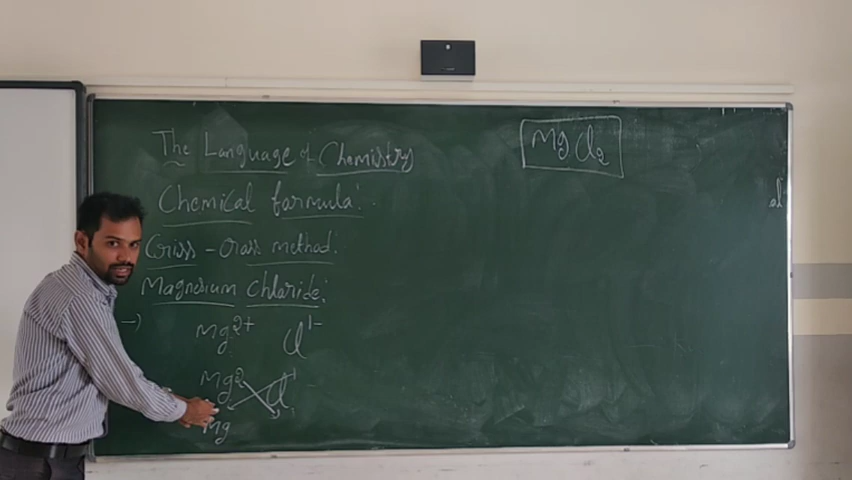 The Language of Chemistry
MgCl2
Chemical formula:
Criss-cross method:
Magnesium Chloride:
→ Mg2+ Cl1-
Mg2 Cl1
Mg